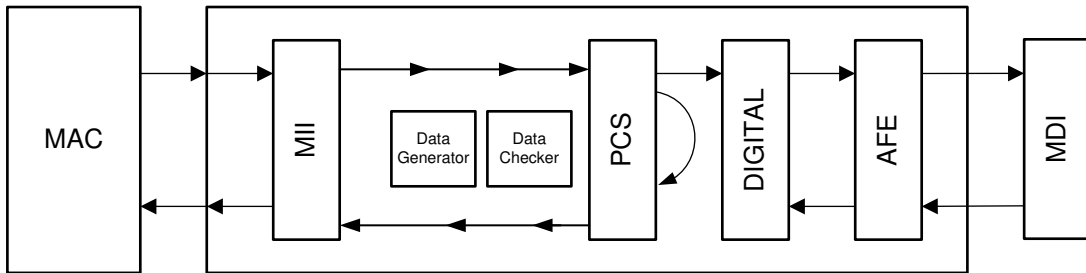 MAC
MII
Data
Generator
Data
Checker
PCS
DIGITAL
AFE
MDI